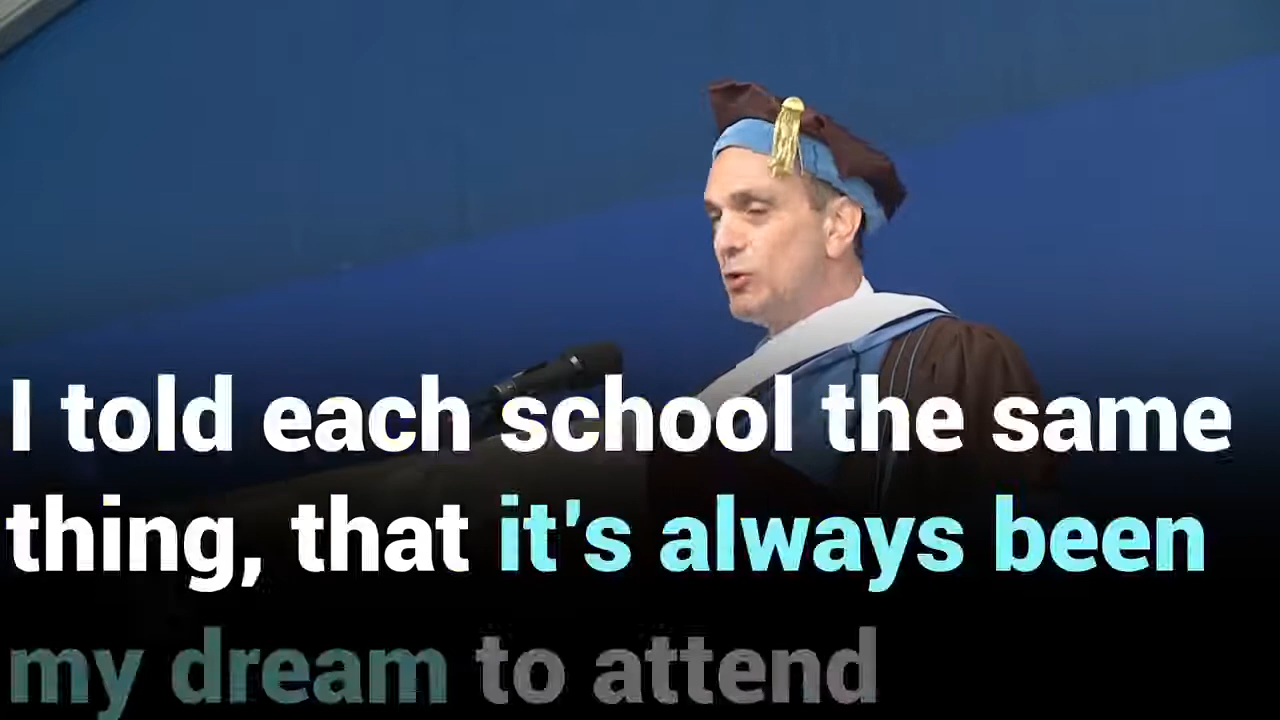 I told each school the same
thing, that it's always been
my dream to attend